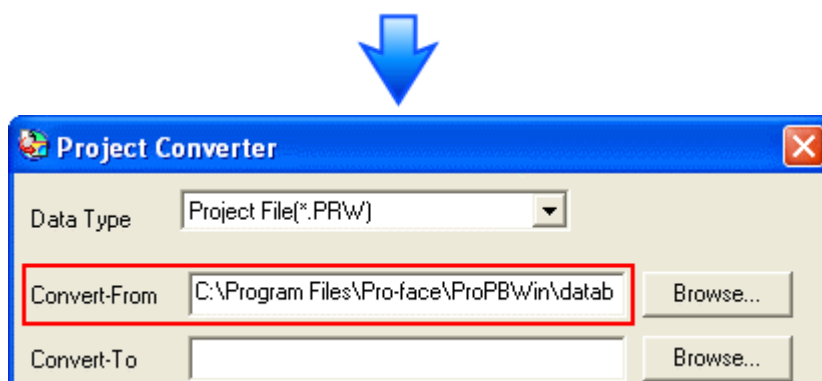 Project Converter
Data Type Project File(*.PRW)
Convert-From C:\Program Files\Pro-face\ProPBWin\datab Browse...
Convert-To Browse...